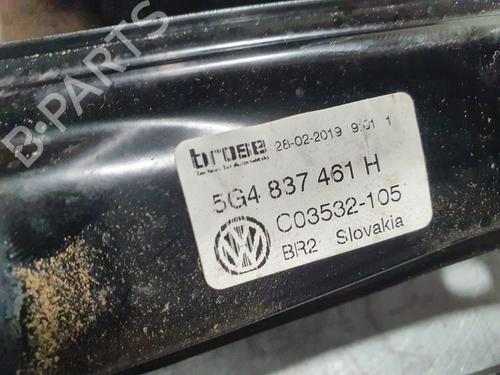 B-PARTS
brose 28-02-2019 9:01 1
5G4 837 461 H
C03532-105
BR2 Slovakia